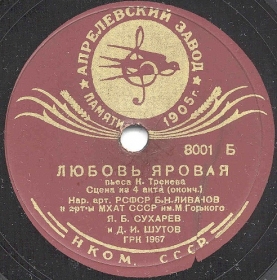 АПРЕЛЕВСКИЙ ЗАВОД
ПАМЯТИ 1905 г.
8001 Б
ЛЮБОВЬ ЯРОВАЯ
пьеса К. Тренева
Сцена из 4 акта (оконч.)
Нар. арт. РСФСР Б.Н. ЛИВАНОВ
и арт-ы МХАТ СССР им. М. Горького
Я. Б. СУХАРЕВ
и Д. И. ШУТОВ
ГРК 1967
НКОМ, СССР